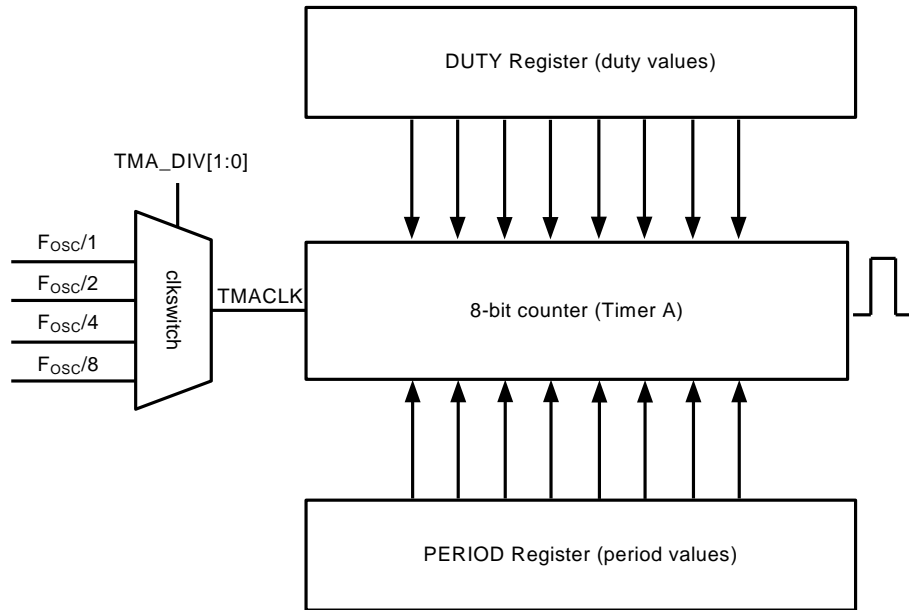 DUTY Register (duty values)
TMA_DIV[1:0]
FOSC/1
FOSC/2
FOSC/4
FOSC/8
clkswitch
TMACLK
8-bit counter (Timer A)
PERIOD Register (period values)